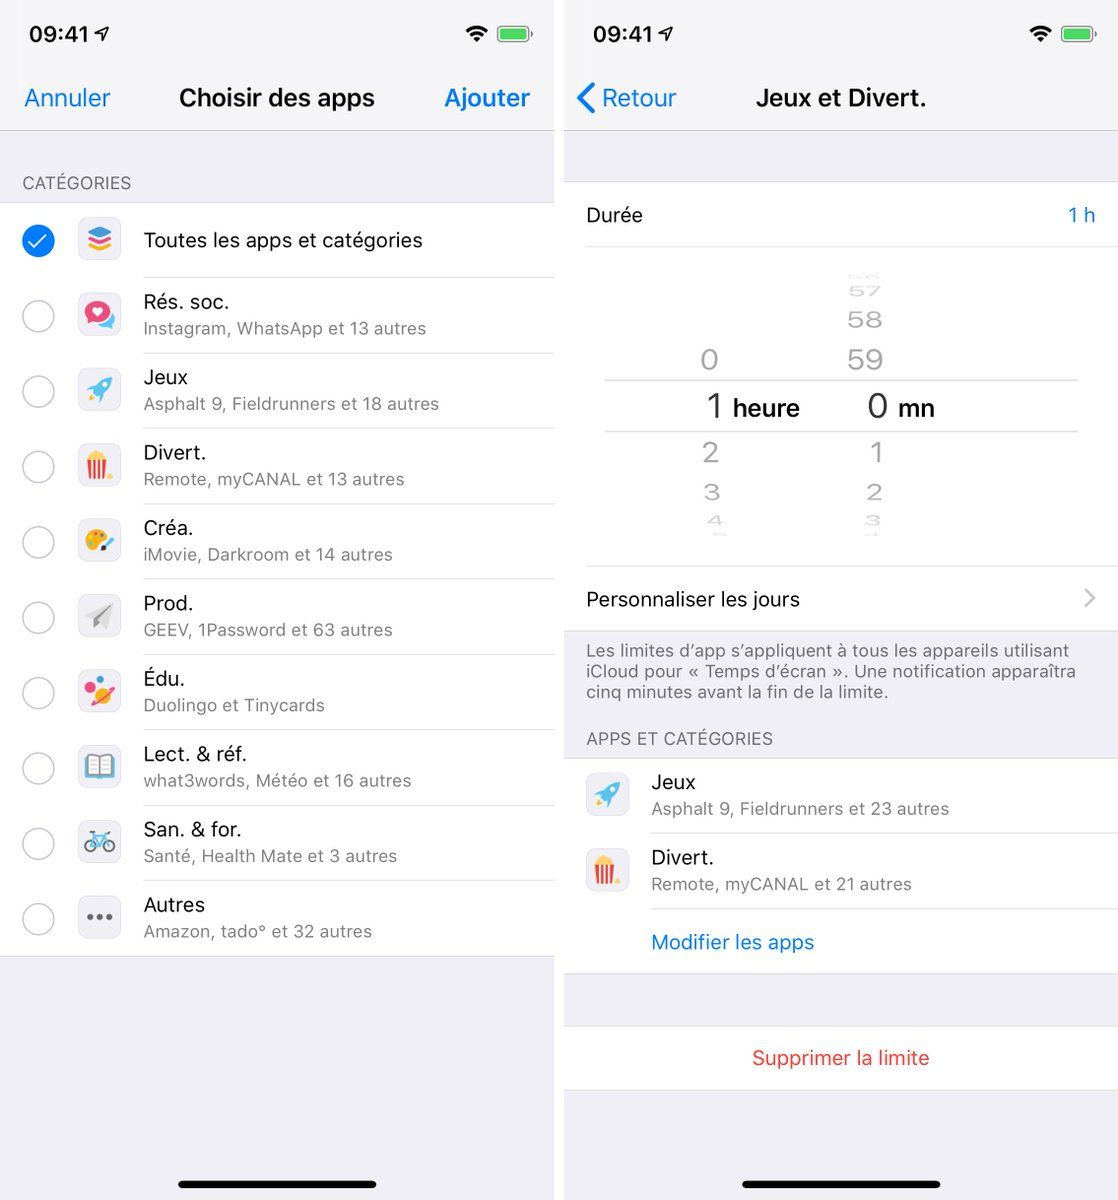 09:41
Annuler
Choisir des apps
Ajouter
CATÉGORIES
Toutes les apps et catégories
Rés. soc.
Instagram, WhatsApp et 13 autres
Jeux
Asphalt 9, Fieldrunners et 18 autres
Divert.
Remote, myCANAL et 13 autres
Créa.
iMovie, Darkroom et 14 autres
Prod.
GEEV, 1Password et 63 autres
Édu.
Duolingo et Tinycards
Lect. & réf.
what3words, Météo et 16 autres
San. & for.
Santé, Health Mate et 3 autres
Autres
Amazon, tado° et 32 autres
09:41
Retour
Jeux et Divert.
Durée
1 h
56
57
58
0 59
1 heure 0 mn
2 1
3 2
4 3
5 4
Personnaliser les jours
Les limites d’app s’appliquent à tous les appareils utilisant
iCloud pour « Temps d’écran ». Une notification apparaîtra
cinq minutes avant la fin de la limite.
APPS ET CATÉGORIES
Jeux
Asphalt 9, Fieldrunners et 23 autres
Divert.
Remote, myCANAL et 21 autres
Modifier les apps
Supprimer la limite